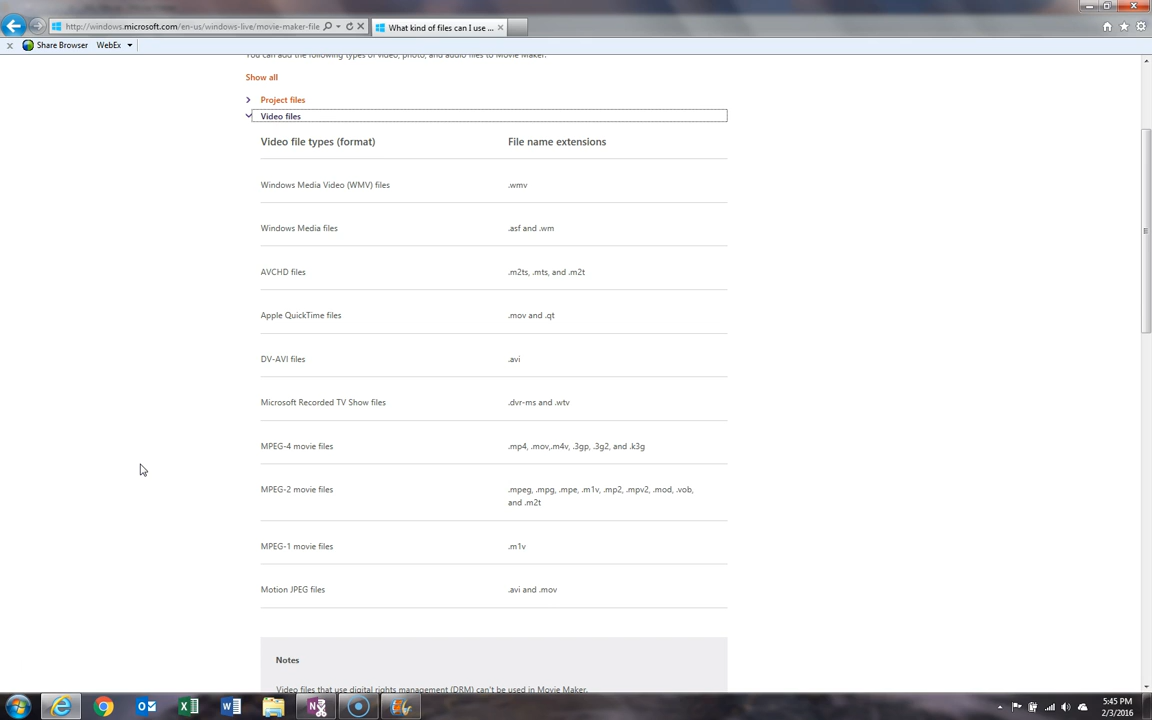 http://windows.microsoft.com/en-us/windows-live/movie-maker-file
What kind of files can I use ...
x Share Browser WebEx
You can add the following types of video, photo, and audio files to Movie Maker.
Show all
Project files
Video files
Video file types (format) File name extensions
Windows Media Video (WMV) files .wmv
Windows Media files .asf and .wm
AVCHD files .m2ts, .mts, and .m2t
Apple QuickTime files .mov and .qt
DV-AVI files .avi
Microsoft Recorded TV Show files .dvr-ms and .wtv
MPEG-4 movie files .mp4, .mov,.m4v, .3gp, .3g2, and .k3g
MPEG-2 movie files .mpeg, .mpg, .mpe, .m1v, .mp2, .mpv2, .mod, .vob,
and .m2t
MPEG-1 movie files .m1v
Motion JPEG files .avi and .mov
Notes
Video files that use digital rights management (DRM) can't be used in Movie Maker.
5:45 PM
2/3/2016